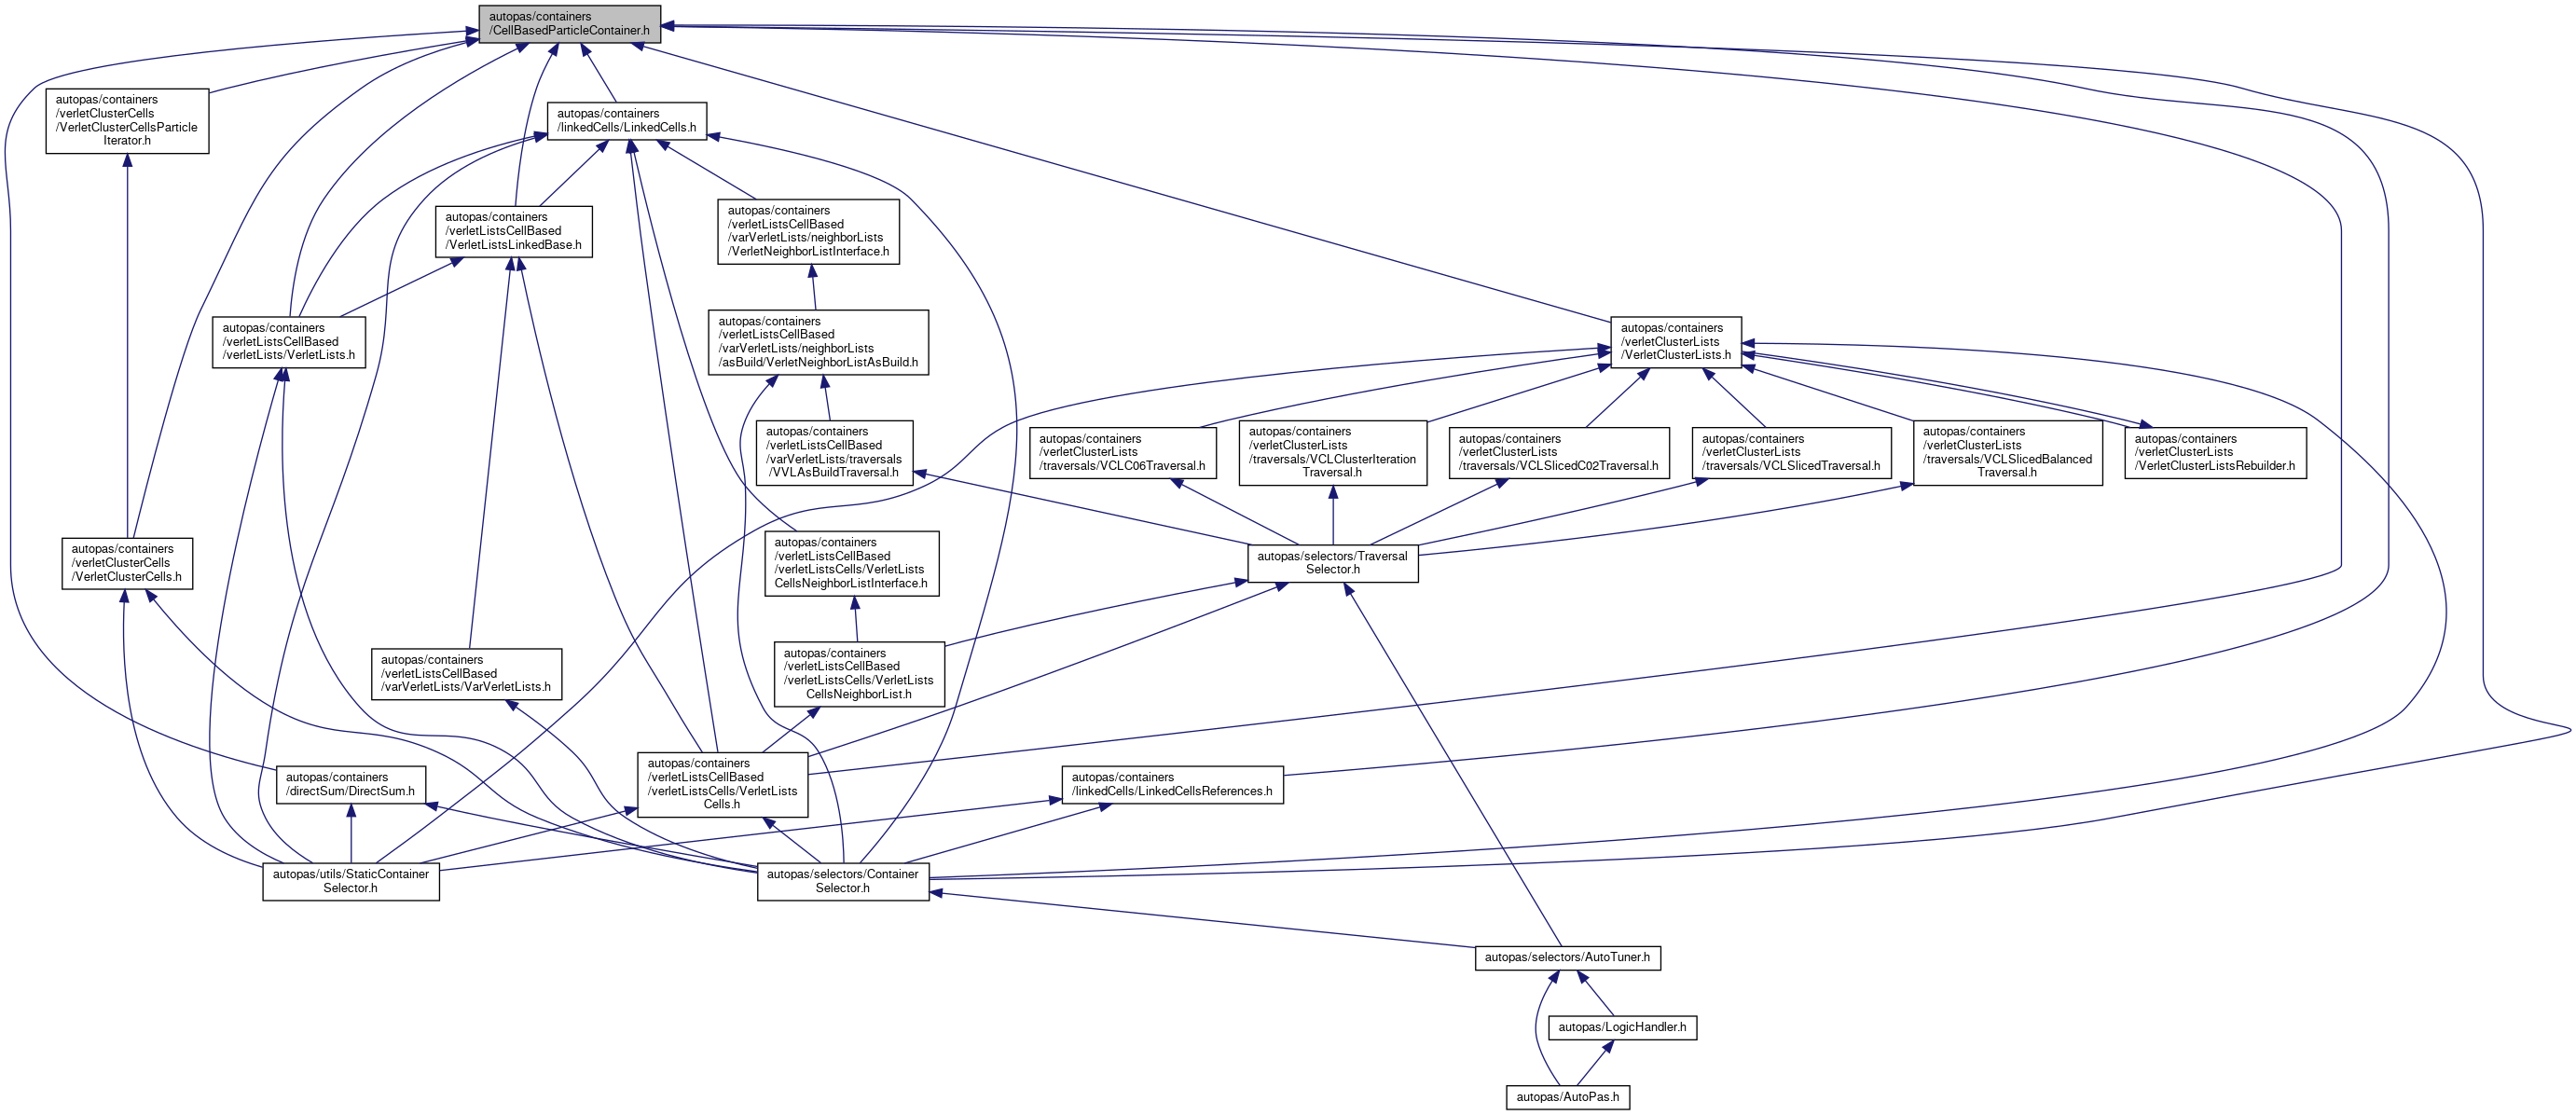 autopas/containers
/CellBasedParticleContainer.h
autopas/containers
/verletClusterCells
/VerletClusterCellsParticle
Iterator.h
autopas/containers
/linkedCells/LinkedCells.h
autopas/containers
/verletListsCellBased
/VerletListsLinkedBase.h
autopas/containers
/verletListsCellBased
/varVerletLists/neighborLists
/VerletNeighborListInterface.h
autopas/containers
/verletListsCellBased
/verletLists/VerletLists.h
autopas/containers
/verletListsCellBased
/varVerletLists/neighborLists
/asBuild/VerletNeighborListAsBuild.h
autopas/containers
/verletClusterLists
/VerletClusterLists.h
autopas/containers
/verletListsCellBased
/varVerletLists/traversals
/VVLAsBuildTraversal.h
autopas/containers
/verletClusterLists
/traversals/VCLC06Traversal.h
autopas/containers
/verletClusterLists
/traversals/VCLClusterIteration
Traversal.h
autopas/containers
/verletClusterLists
/traversals/VCLSlicedC02Traversal.h
autopas/containers
/verletClusterLists
/traversals/VCLSlicedTraversal.h
autopas/containers
/verletClusterLists
/traversals/VCLSlicedBalanced
Traversal.h
autopas/containers
/verletClusterLists
/VerletClusterListsRebuilder.h
autopas/containers
/verletClusterCells
/VerletClusterCells.h
autopas/containers
/verletListsCellBased
/verletListsCells/VerletLists
CellsNeighborListInterface.h
autopas/selectors/Traversal
Selector.h
autopas/containers
/verletListsCellBased
/varVerletLists/VarVerletLists.h
autopas/containers
/verletListsCellBased
/verletListsCells/VerletLists
CellsNeighborList.h
autopas/containers
/directSum/DirectSum.h
autopas/containers
/verletListsCellBased
/verletListsCells/VerletLists
Cells.h
autopas/containers
/linkedCells/LinkedCellsReferences.h
autopas/utils/StaticContainer
Selector.h
autopas/selectors/Container
Selector.h
autopas/selectors/AutoTuner.h
autopas/LogicHandler.h
autopas/AutoPas.h